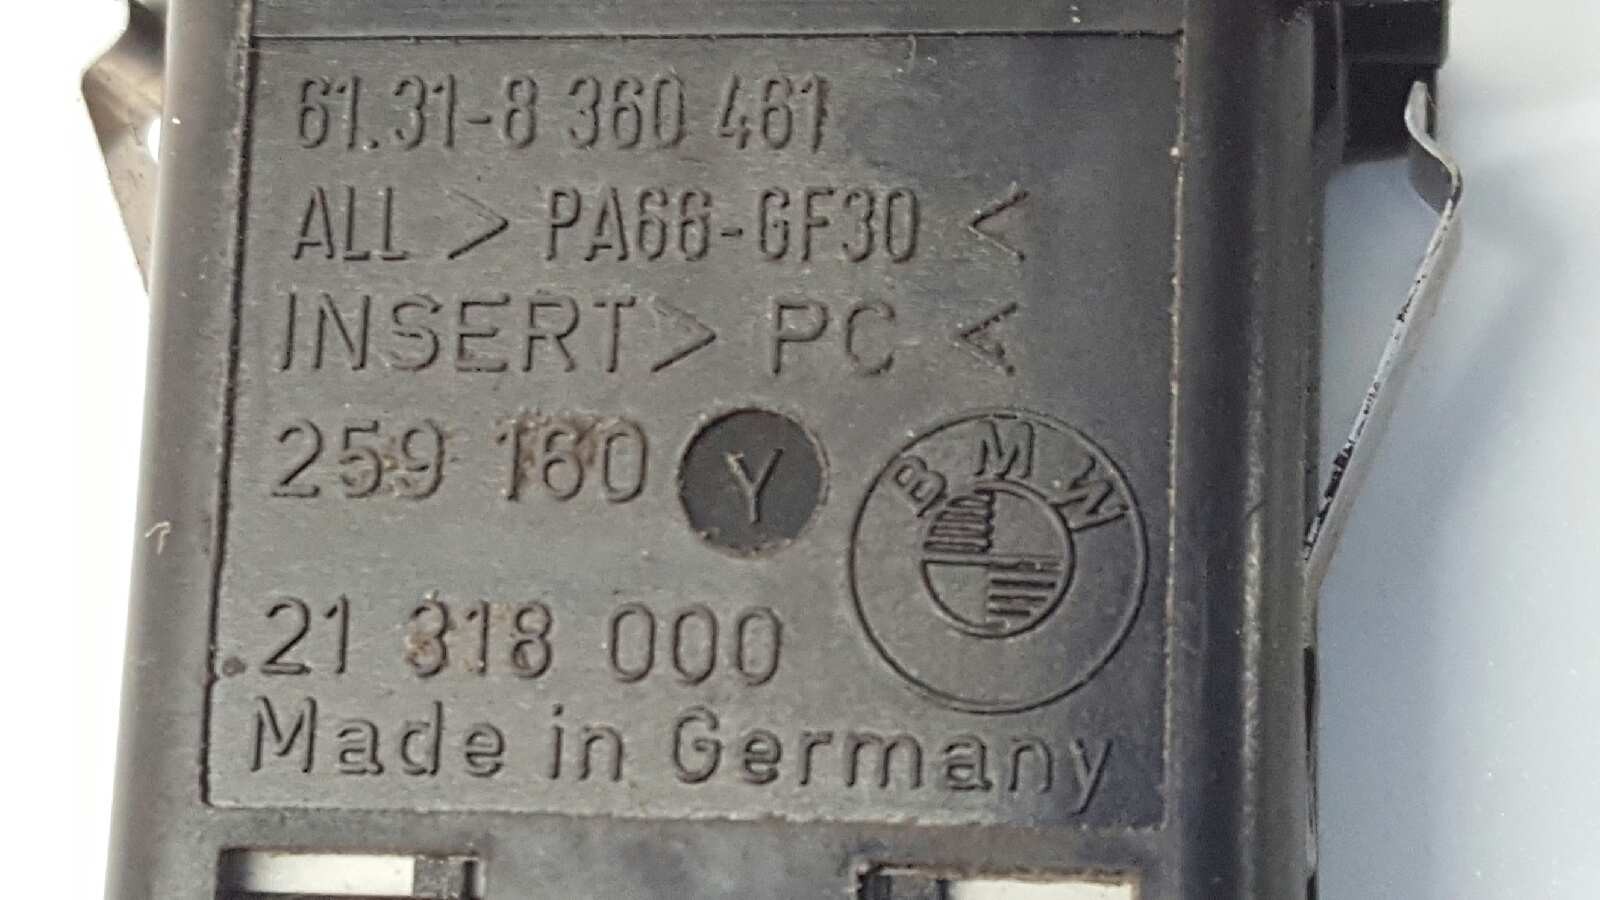 61.31-8 360 461
ALL > PA66-GF30 <
INSERT > PC <
259 160 Y
BMW
21 318 000
Made in Germany